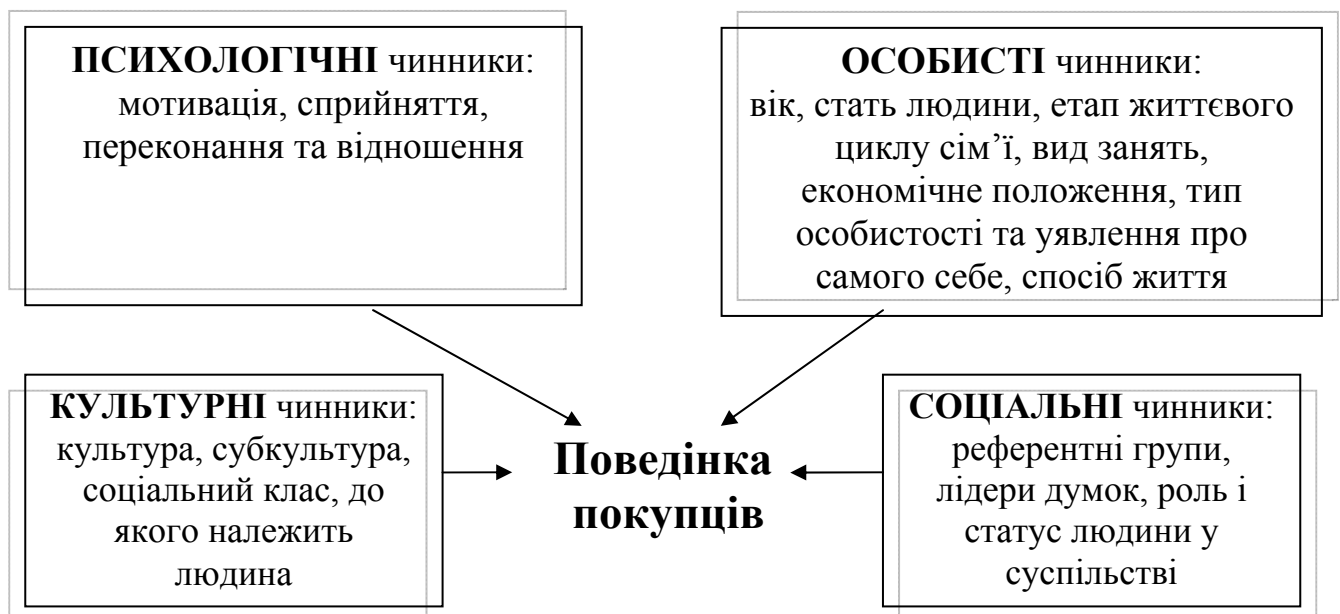 ПСИХОЛОГІЧНІ чинники:
мотивація, сприйняття,
переконання та відношення
ОСОБИСТІ чинники:
вік, стать людини, етап життєвого
циклу сім’ї, вид занять,
економічне положення, тип
особистості та уявлення про
самого себе, спосіб життя
КУЛЬТУРНІ чинники:
культура, субкультура,
соціальний клас, до
якого належить
людина
Поведінка
покупців
СОЦІАЛЬНІ чинники:
референтні групи,
лідери думок, роль і
статус людини у
суспільстві